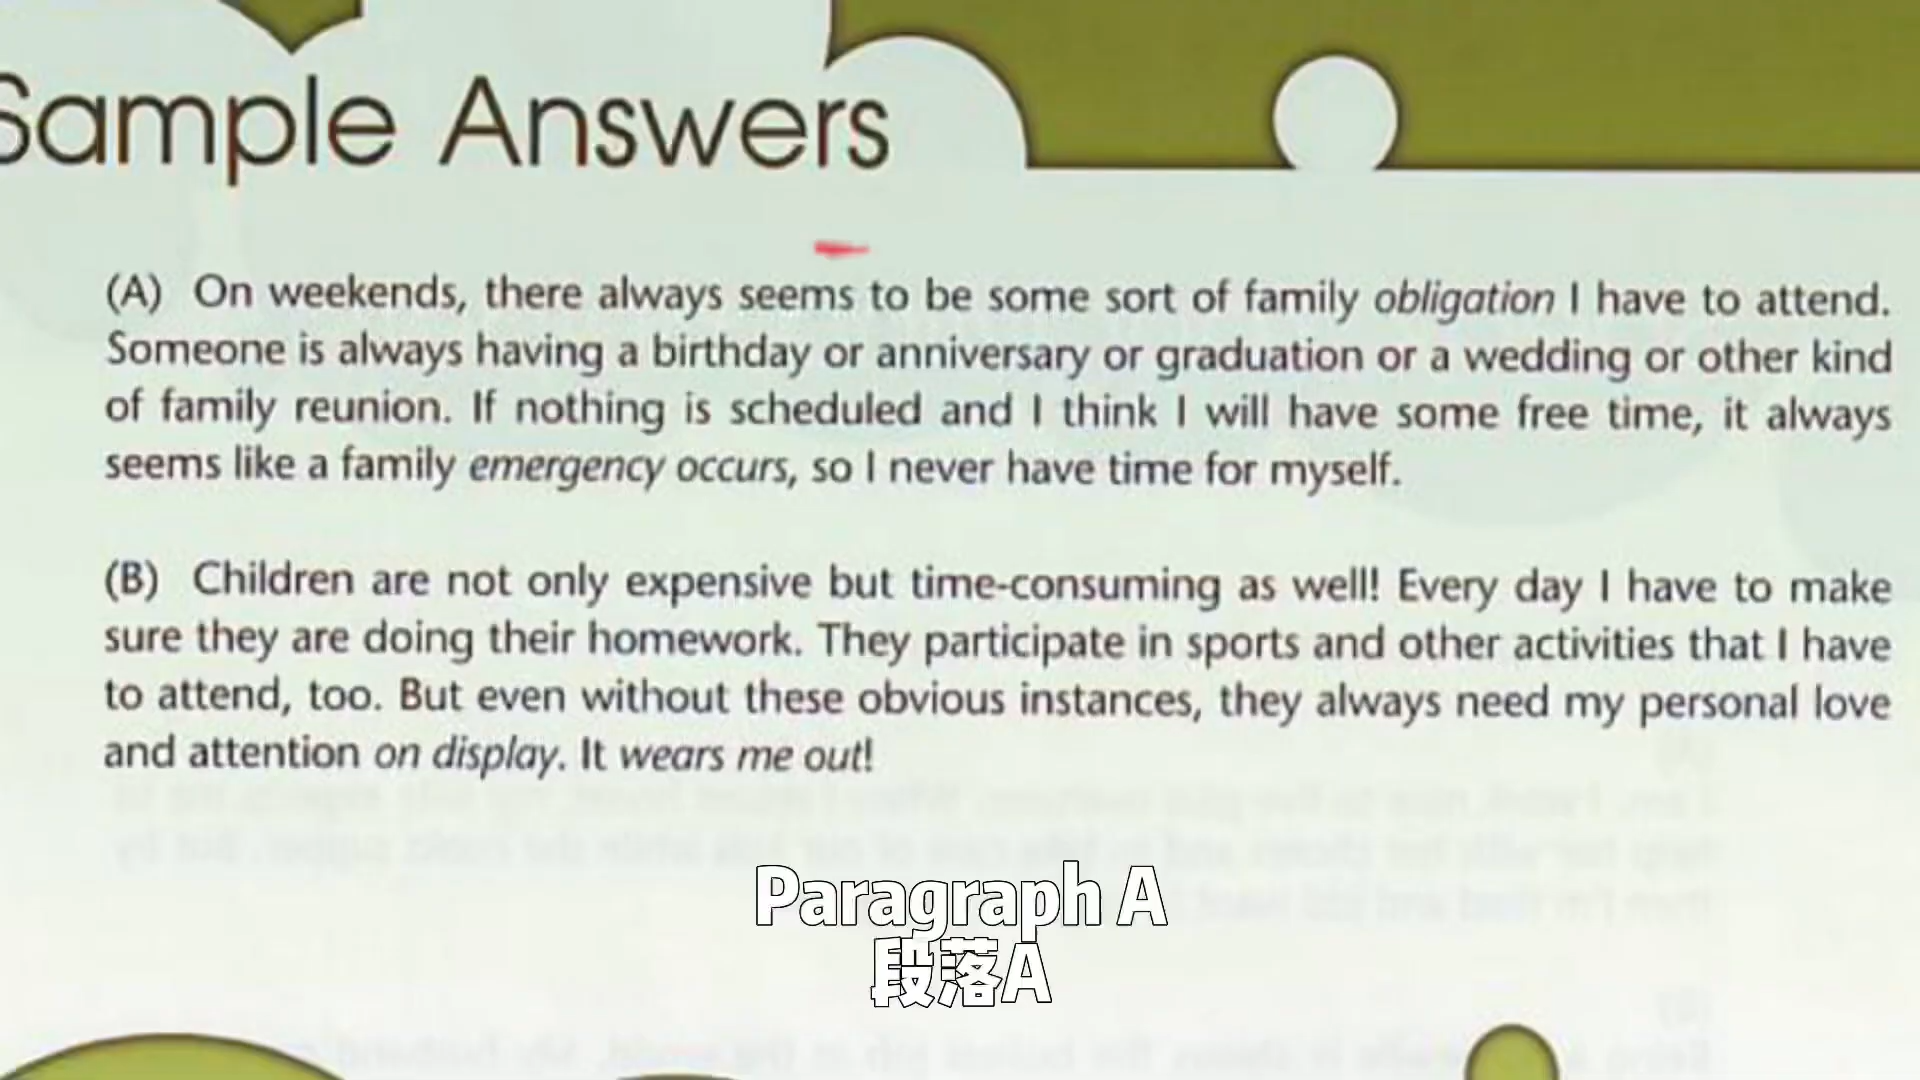 Sample Answers
(A) On weekends, there always seems to be some sort of family obligation I have to attend.
Someone is always having a birthday or anniversary or graduation or a wedding or other kind
of family reunion. If nothing is scheduled and I think I will have some free time, it always
seems like a family emergency occurs, so I never have time for myself.
(B) Children are not only expensive but time-consuming as well! Every day I have to make
sure they are doing their homework. They participate in sports and other activities that I have
to attend, too. But even without these obvious instances, they always need my personal love
and attention on display. It wears me out!
Paragraph A
段落A